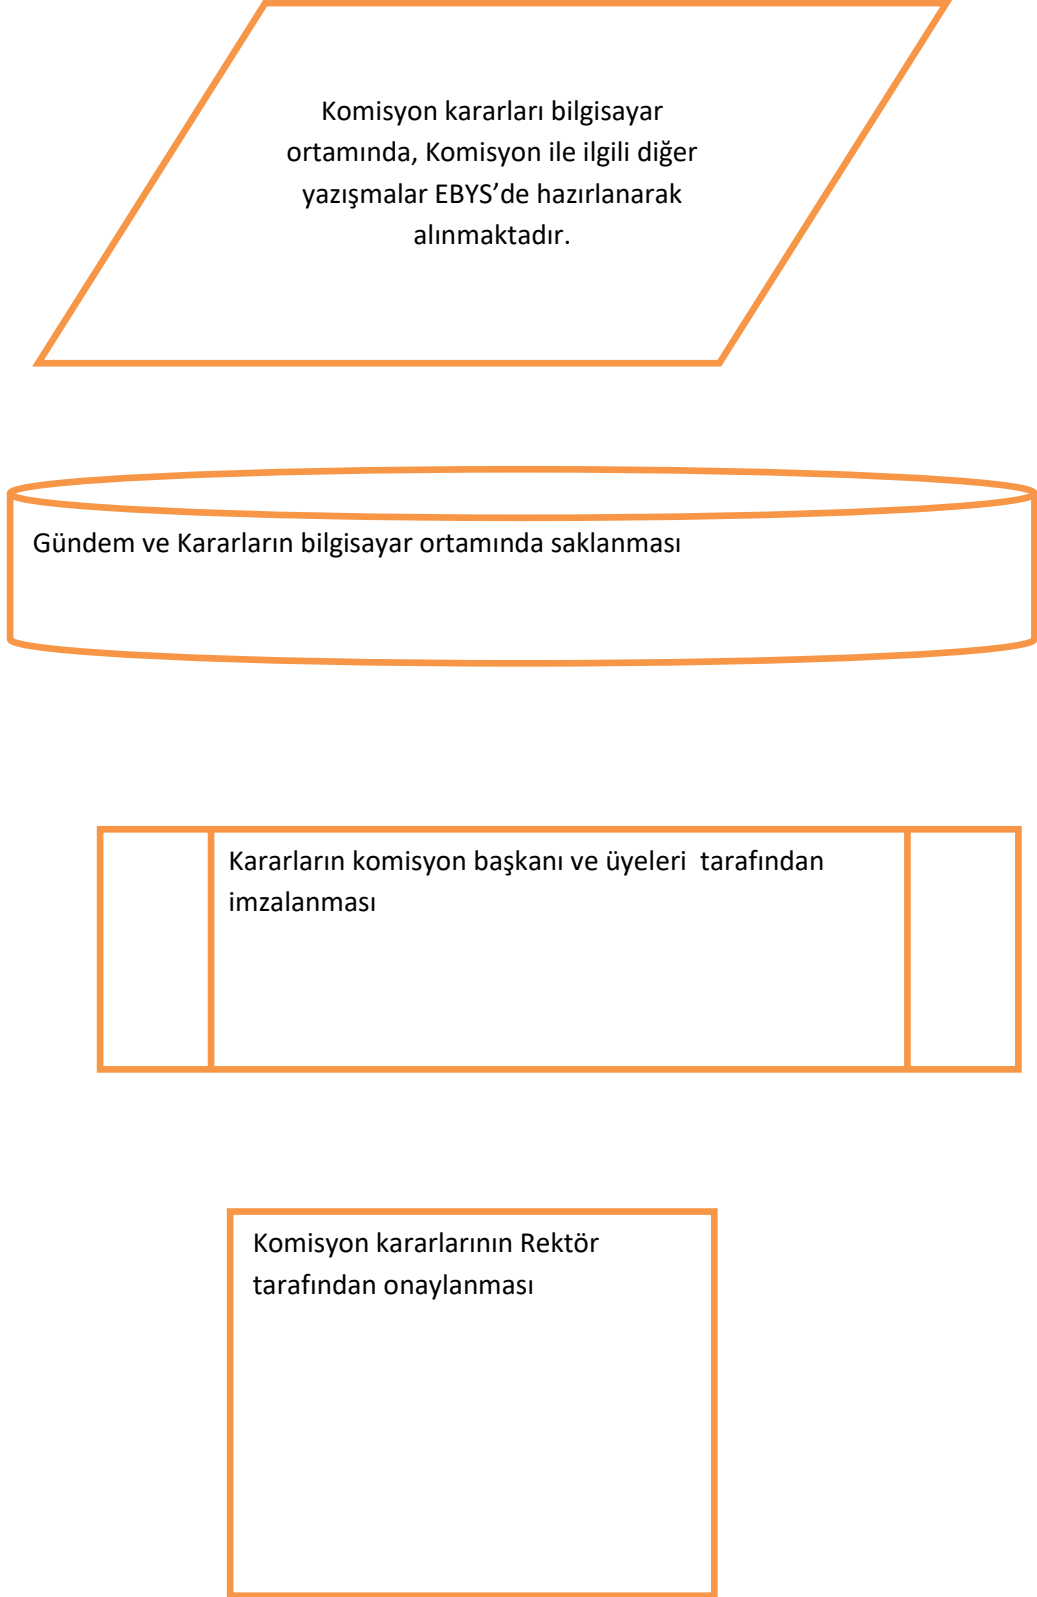 Komisyon kararları bilgisayar
ortamında, Komisyon ile ilgili diğer
yazışmalar EBYS’de hazırlanarak
alınmaktadır.
Gündem ve Kararların bilgisayar ortamında saklanması
Kararların komisyon başkanı ve üyeleri  tarafından
imzalanması
Komisyon kararlarının Rektör
tarafından onaylanması